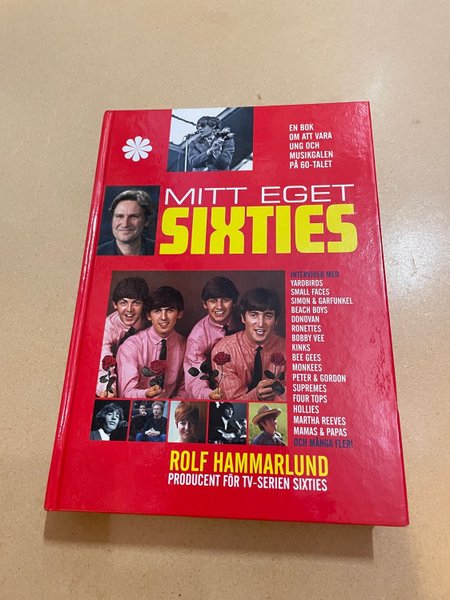 EN BOK
OM ATT VARA
UNG OCH
MUSIKGALEN
PÅ 60-TALET
MITT EGET
SIXTIES
INTERVJUER MED
YARDBIRDS
SMALL FACES
SIMON & GARFUNKEL
BEACH BOYS
DONOVAN
RONETTES
BOBBY VEE
KINKS
BEE GEES
MONKEES
PETER & GORDON
SUPREMES
FOUR TOPS
HOLLIES
MARTHA REEVES
MAMAS & PAPAS
OCH MÅNGA FLER!
ROLF HAMMARLUND
PRODUCENT FÖR TV-SERIEN SIXTIES